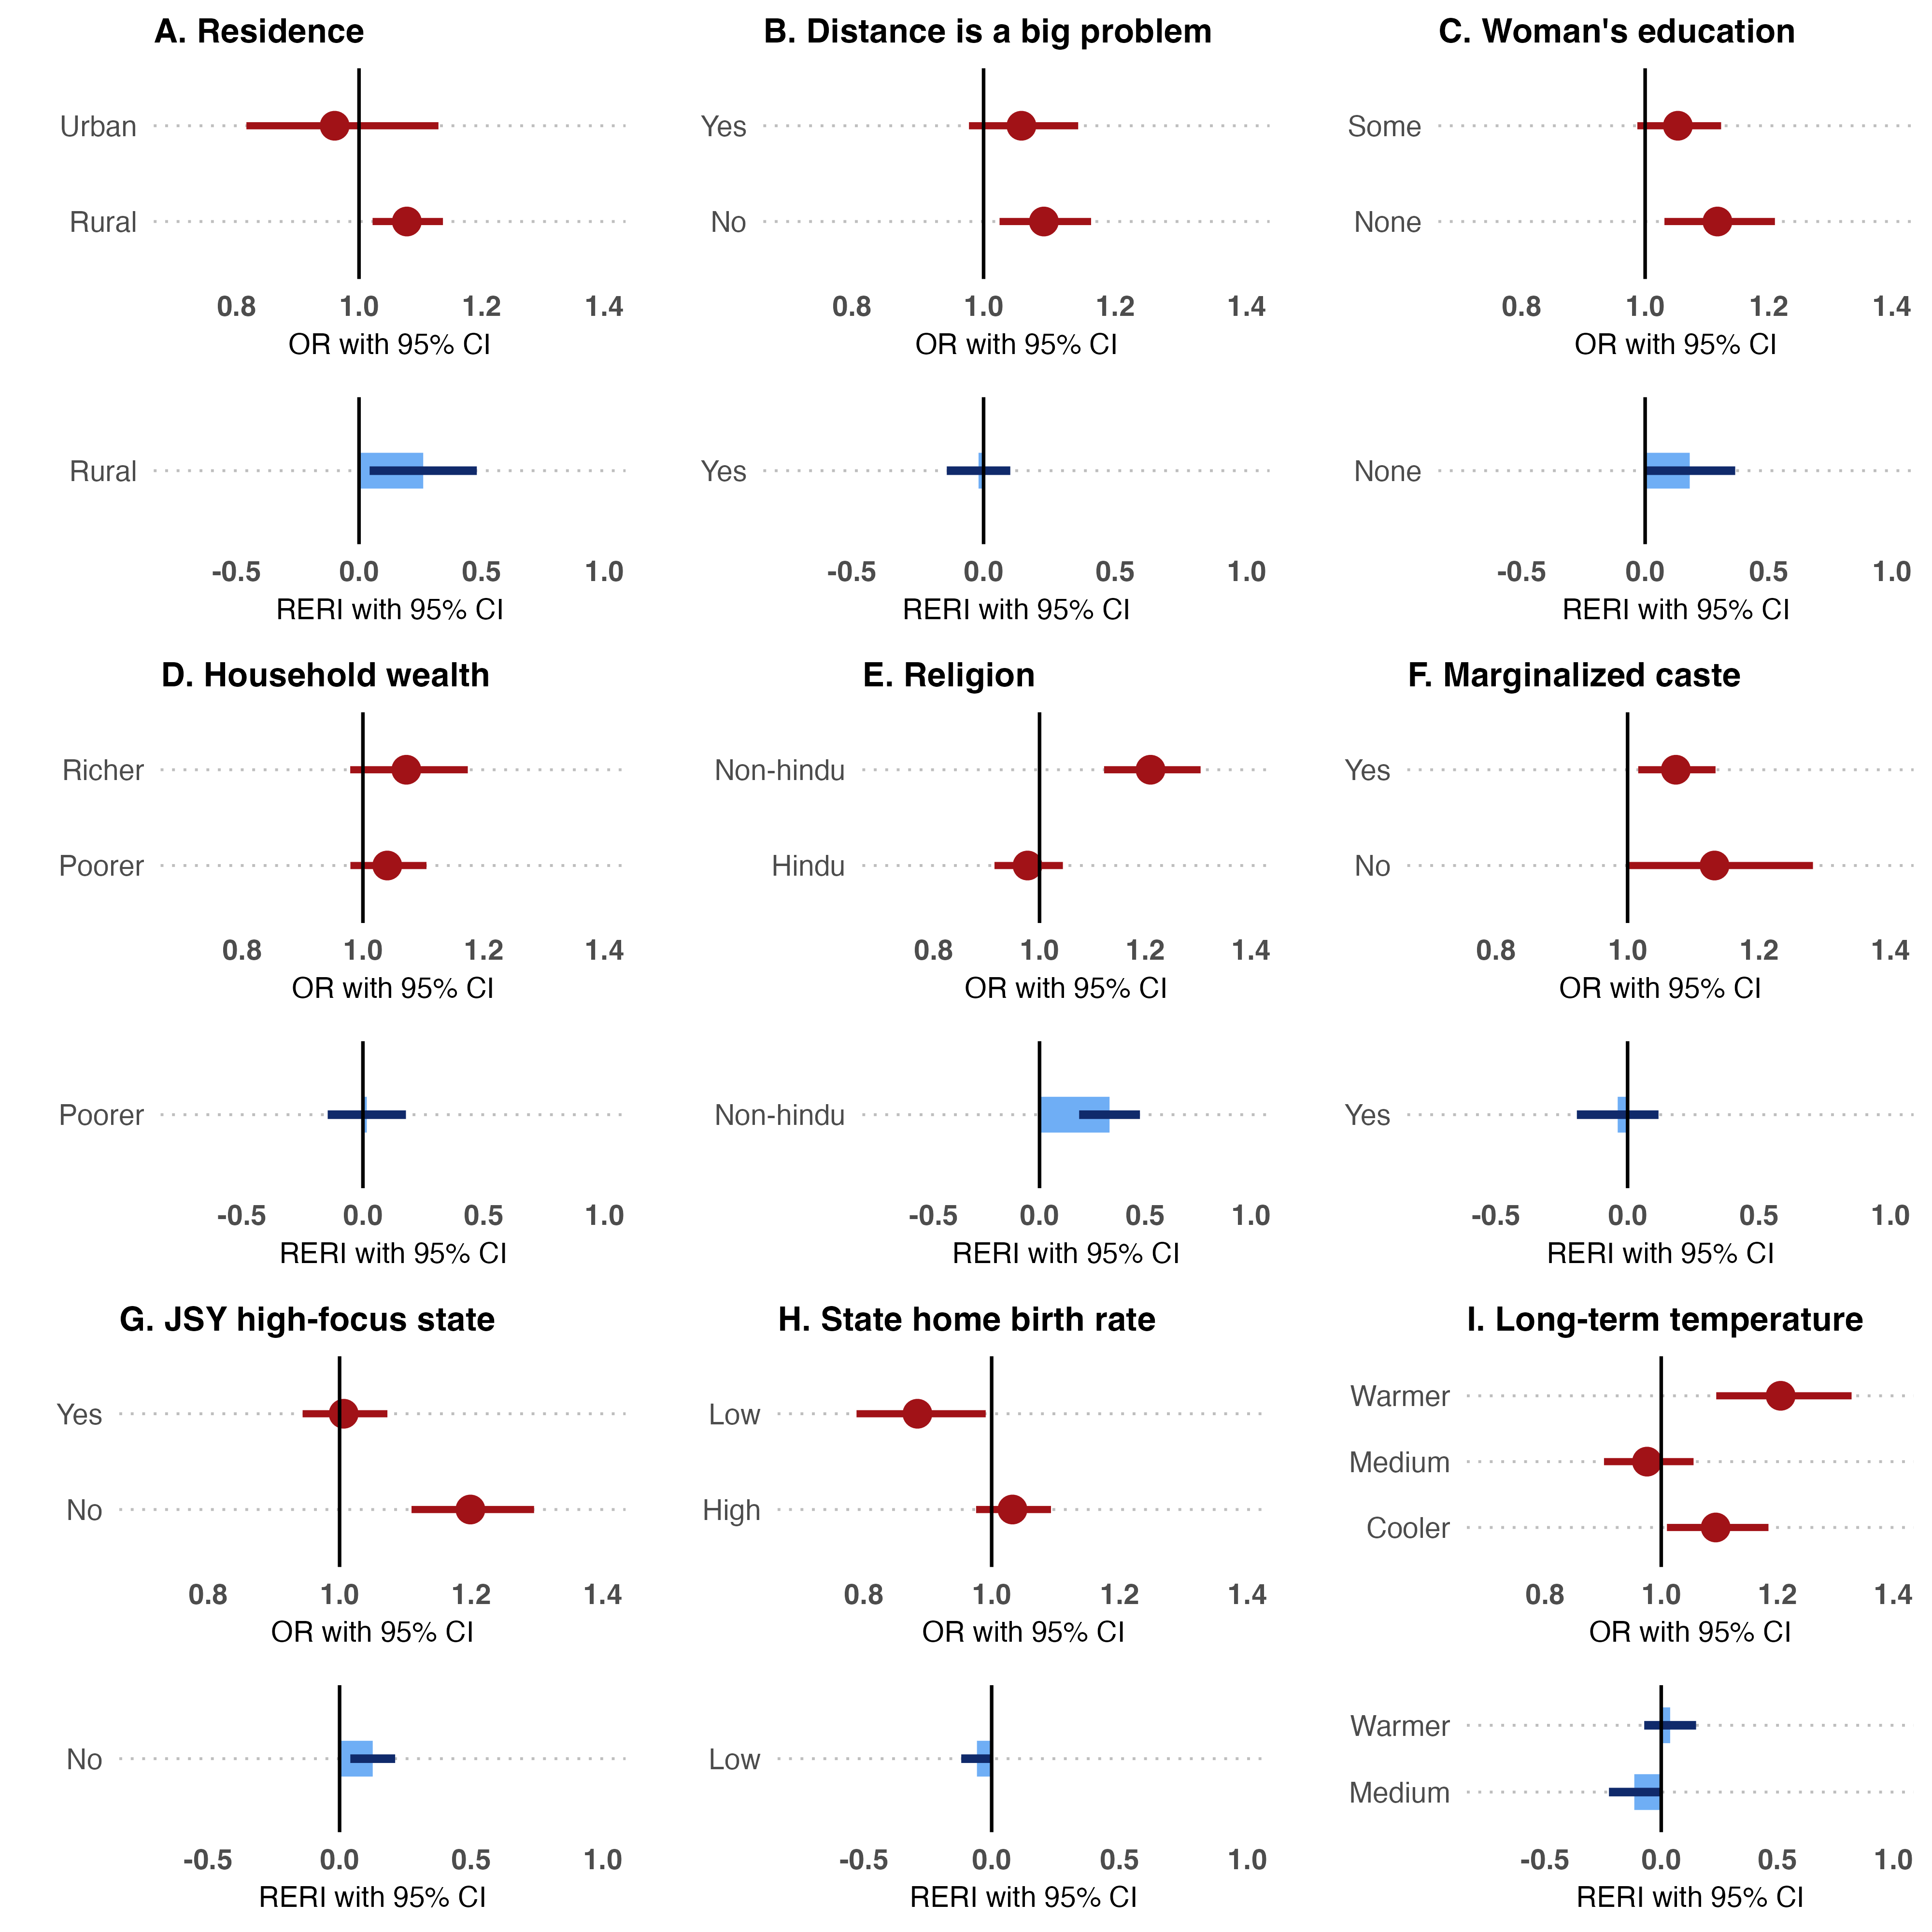 A. Residence
Urban
Rural
0.8 1.0 1.2 1.4
OR with 95% CI
Rural
-0.5 0.0 0.5 1.0
RERI with 95% CI
B. Distance is a big problem
Yes
No
0.8 1.0 1.2 1.4
OR with 95% CI
Yes
-0.5 0.0 0.5 1.0
RERI with 95% CI
C. Woman's education
Some
None
0.8 1.0 1.2 1.4
OR with 95% CI
None
-0.5 0.0 0.5 1.0
RERI with 95% CI
D. Household wealth
Richer
Poorer
0.8 1.0 1.2 1.4
OR with 95% CI
Poorer
-0.5 0.0 0.5 1.0
RERI with 95% CI
E. Religion
Non-hindu
Hindu
0.8 1.0 1.2 1.4
OR with 95% CI
Non-hindu
-0.5 0.0 0.5 1.0
RERI with 95% CI
F. Marginalized caste
Yes
No
0.8 1.0 1.2 1.4
OR with 95% CI
Yes
-0.5 0.0 0.5 1.0
RERI with 95% CI
G. JSY high-focus state
Yes
No
0.8 1.0 1.2 1.4
OR with 95% CI
No
-0.5 0.0 0.5 1.0
RERI with 95% CI
H. State home birth rate
Low
High
0.8 1.0 1.2 1.4
OR with 95% CI
Low
-0.5 0.0 0.5 1.0
RERI with 95% CI
I. Long-term temperature
Warmer
Medium
Cooler
0.8 1.0 1.2 1.4
OR with 95% CI
Warmer
Medium
-0.5 0.0 0.5 1.0
RERI with 95% CI